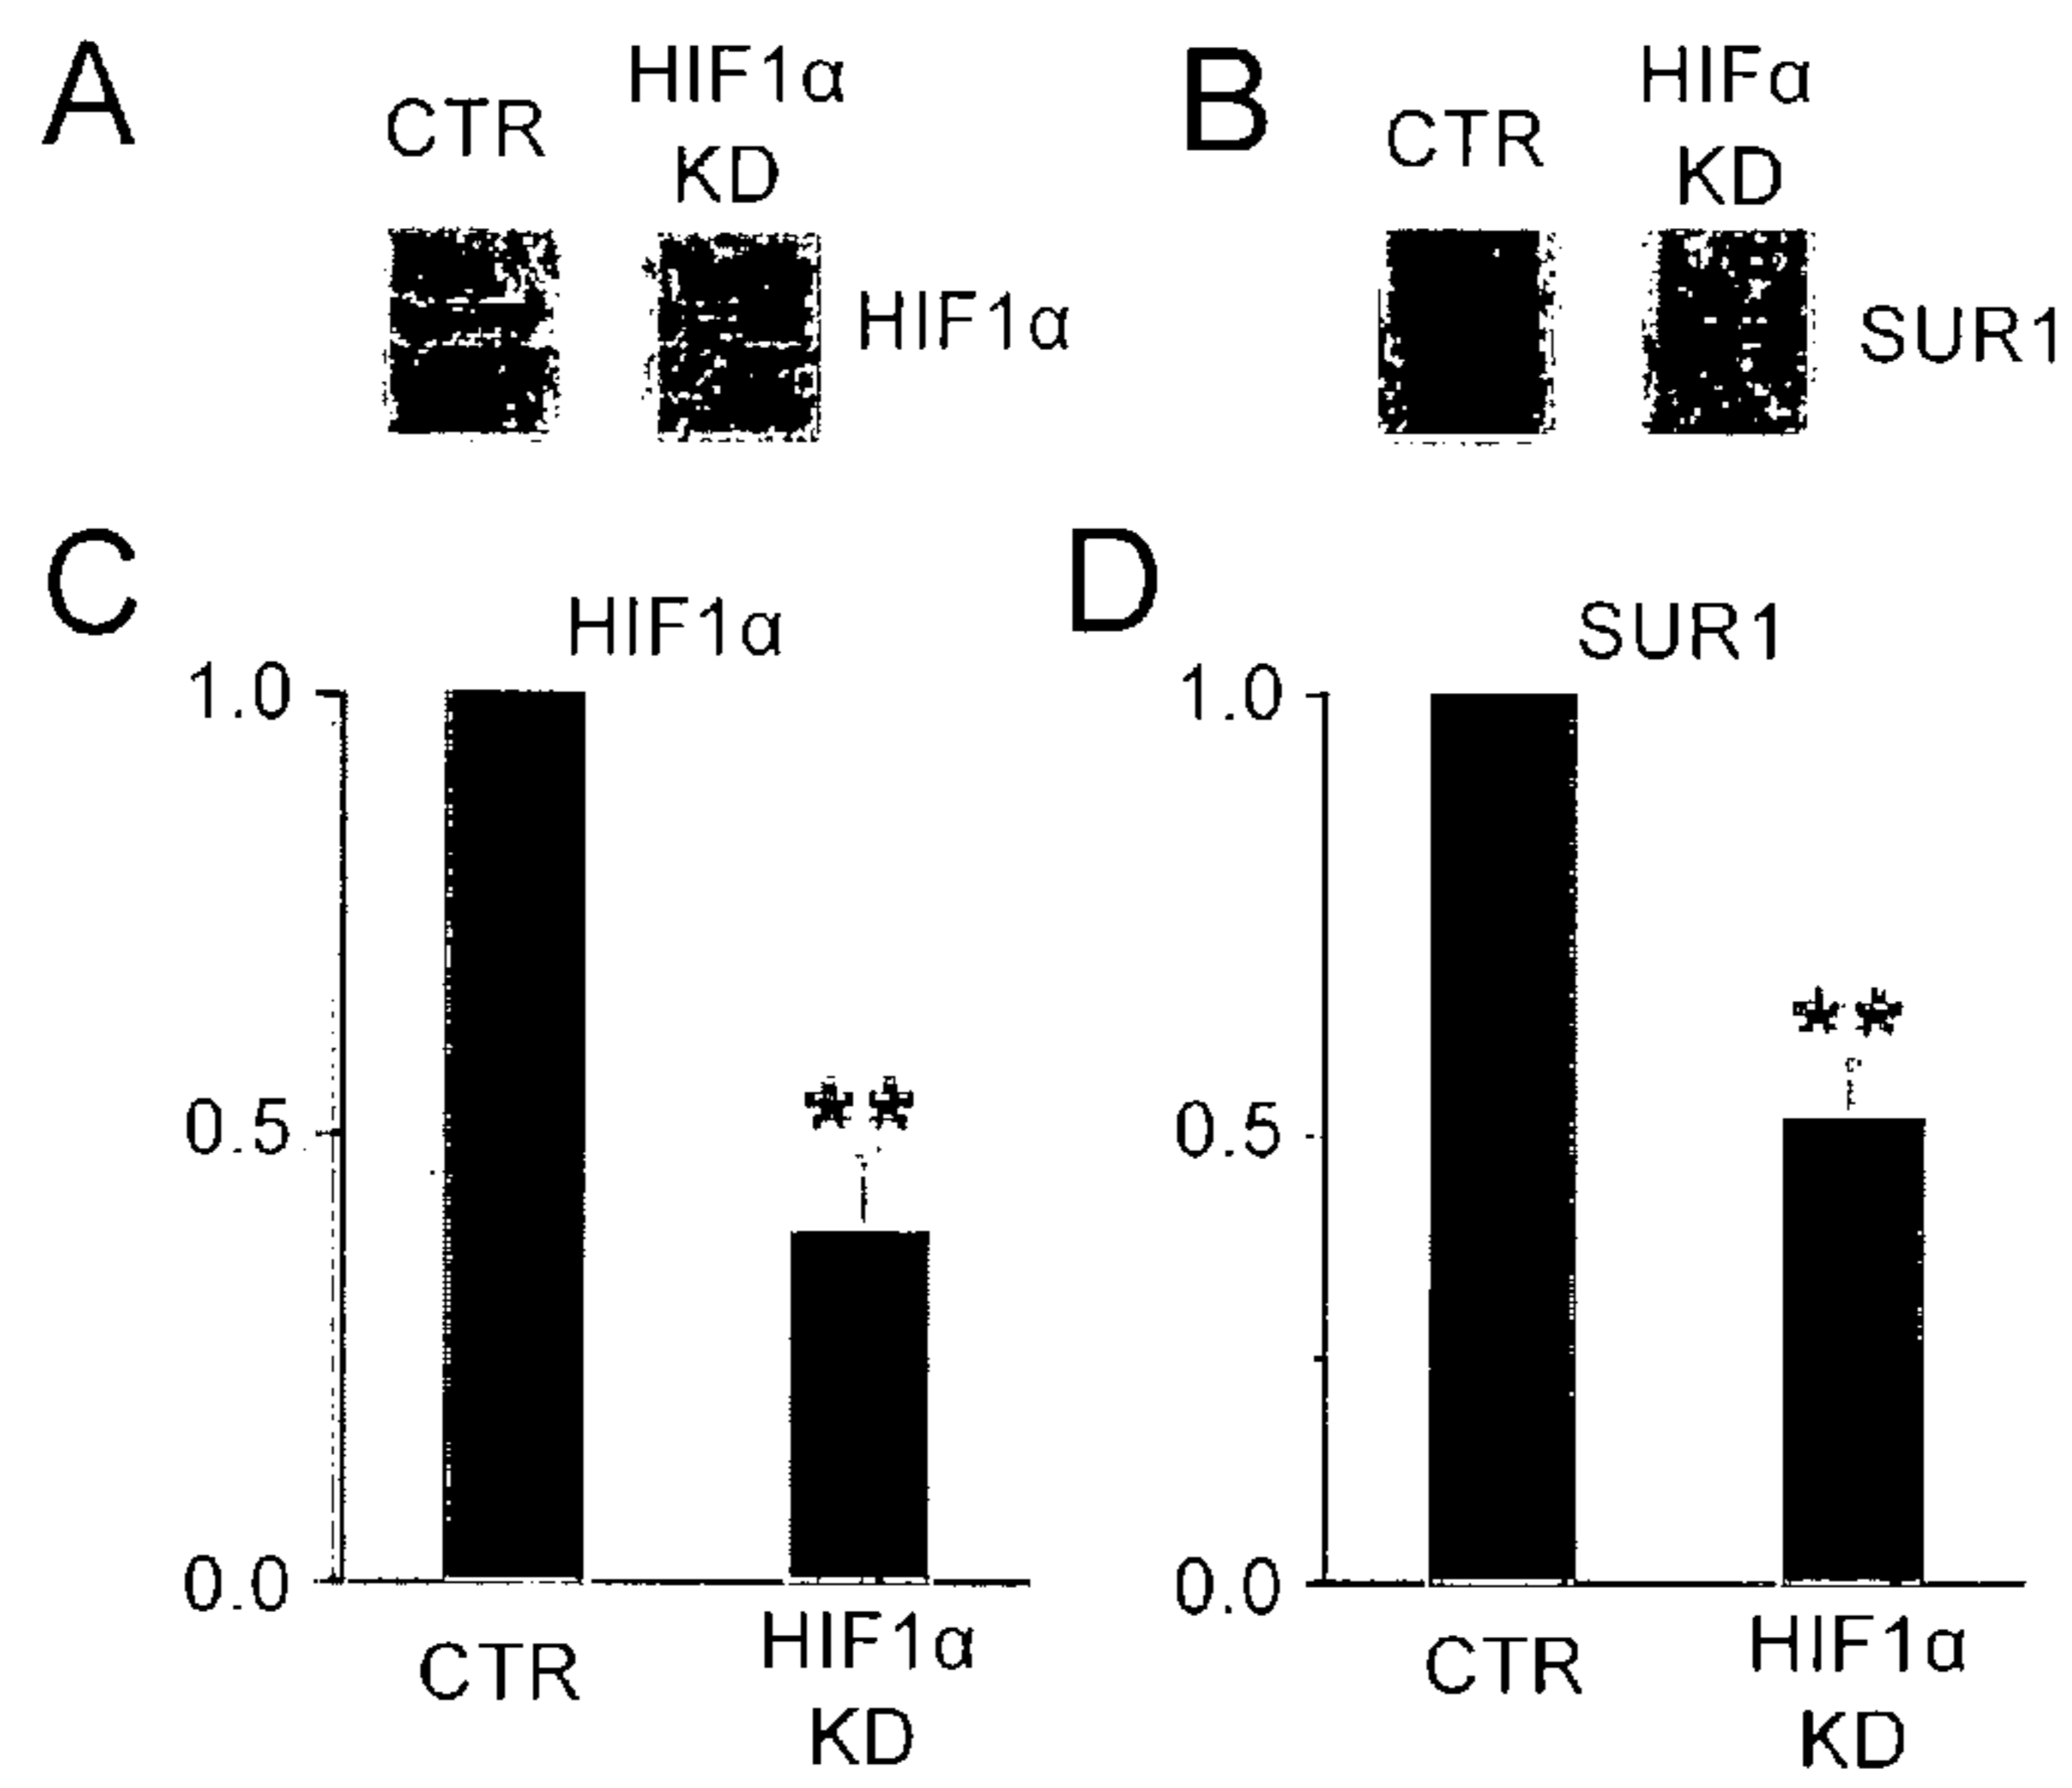 A
CTR
HIF1α
KD
HIF1α
B
CTR
HIFα
KD
SUR1
C
HIF1α
1.0
0.5
0.0
**
CTR
HIF1α
KD
D
SUR1
1.0
0.5
0.0
**
CTR
HIF1α
KD